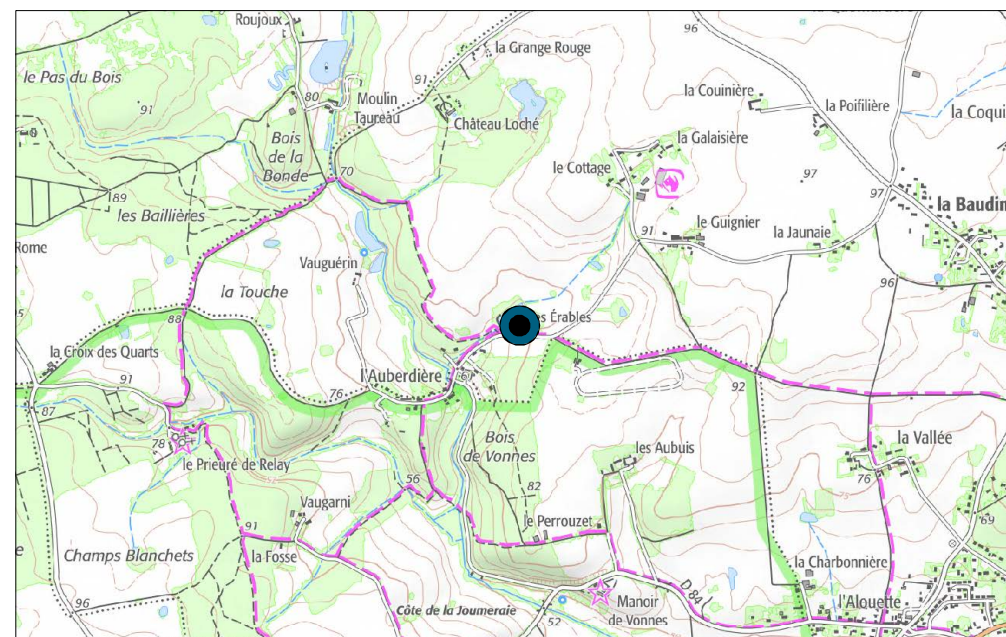 Roujoux
96
la Grange Rouge
le Pas du Bois
91
la Couinière
80
Moulin
Taureau
la Poifilière
91
Château Loché
la Coqui
Bois
de la
Bonde
la Galaisière
70
le Cottage
97
89
97
la Baudin
les Baillières
le Guignier
91
la Jaunaie
Rome
Vauguérin
96
la Touche
88
es Érables
la Croix des Quarts
91
76
l'Auberdière
61
92
87
78
Bois
de Vonnes
la Vallée
les Aubuis
le Prieuré de Relay
56
76
82
Vaugarni
le Perrouzet
91
69
Champs Blanchets
la Fosse
la Charbonnière
D 84
l'Alouette
Manoir
de Vonnes
96
Côte de la Joumeraie
52